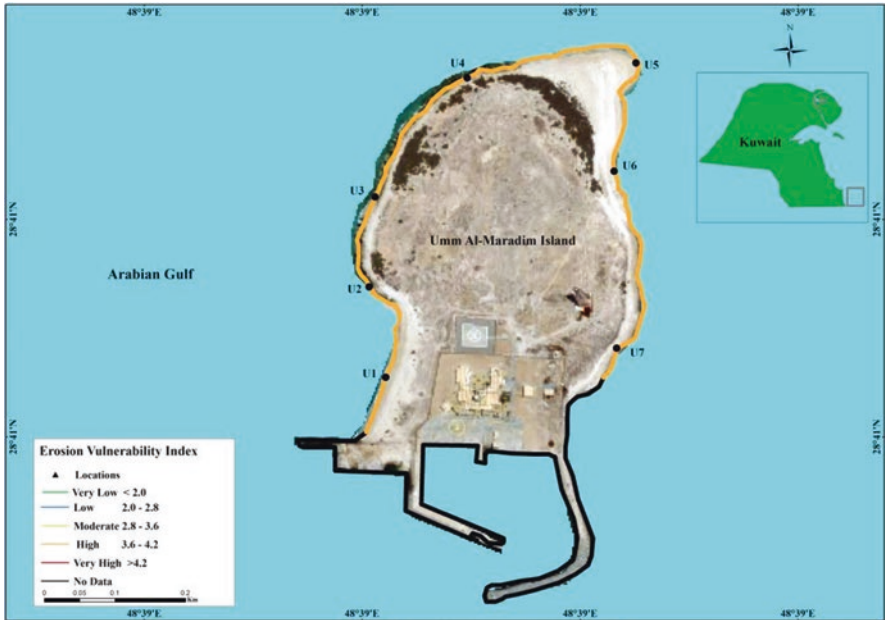 48°39'E 48°39'E 48°39'E 48°39'E
N
U4
U5
Kuwait
U6
U3
28°41'N 28°41'N
Umm Al-Maradim Island
Arabian Gulf
U2
U7
U1
28°41'N 28°41'N
Erosion Vulnerability Index
Locations
Very Low < 2.0
Low 2.0 - 2.8
Moderate 2.8 - 3.6
High 3.6 - 4.2
Very High >4.2
No Data
0 0.05 0.1 0.2
Km
48°39'E 48°39'E 48°39'E 48°39'E